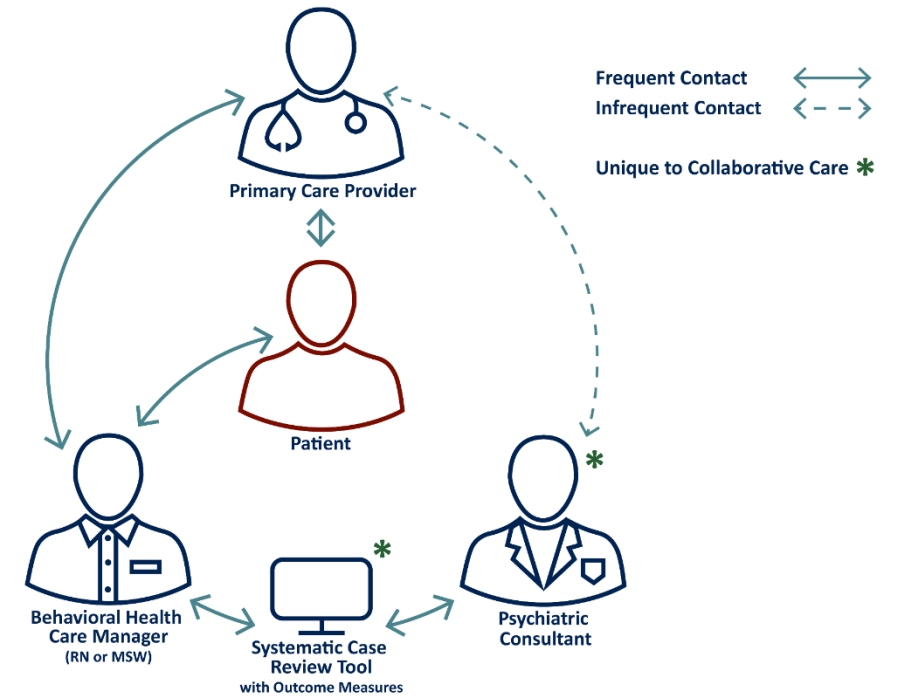 Frequent Contact
Infrequent Contact
Unique to Collaborative Care *
Primary Care Provider
Patient
*
*
Behavioral Health
Care Manager
(RN or MSW)
Systematic Case
Review Tool
with Outcome Measures
Psychiatric
Consultant